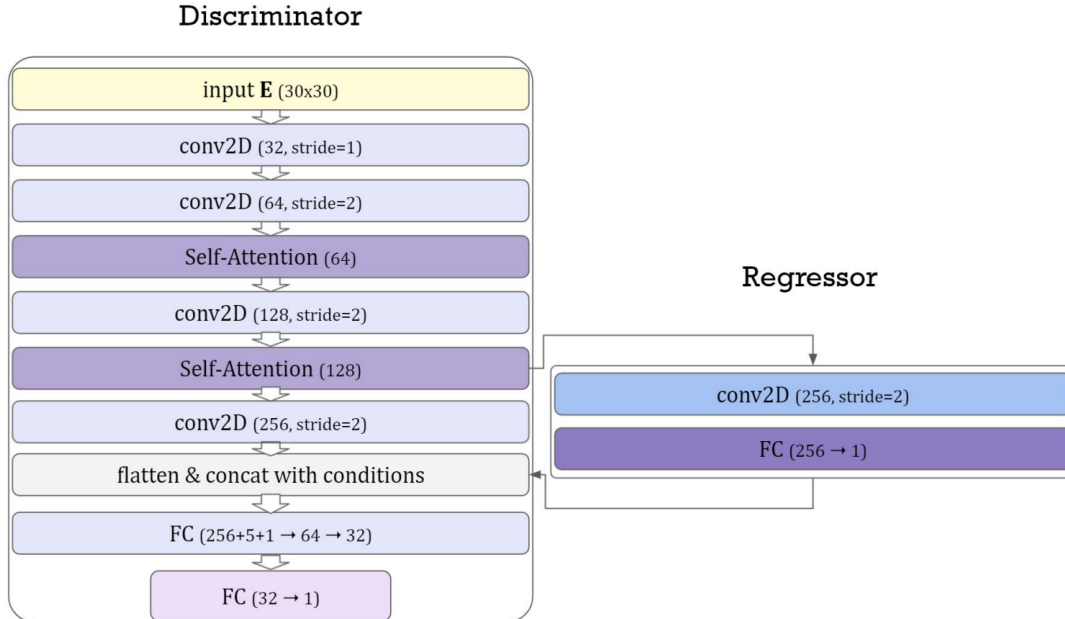 Discriminator
input E (30x30)
conv2D (32, stride=1)
conv2D (64, stride=2)
Self-Attention (64)
conv2D (128, stride=2)
Self-Attention (128)
conv2D (256, stride=2)
flatten & concat with conditions
FC (256+5+1 → 64 → 32)
FC (32 → 1)
Regressor
conv2D (256, stride=2)
FC (256 → 1)